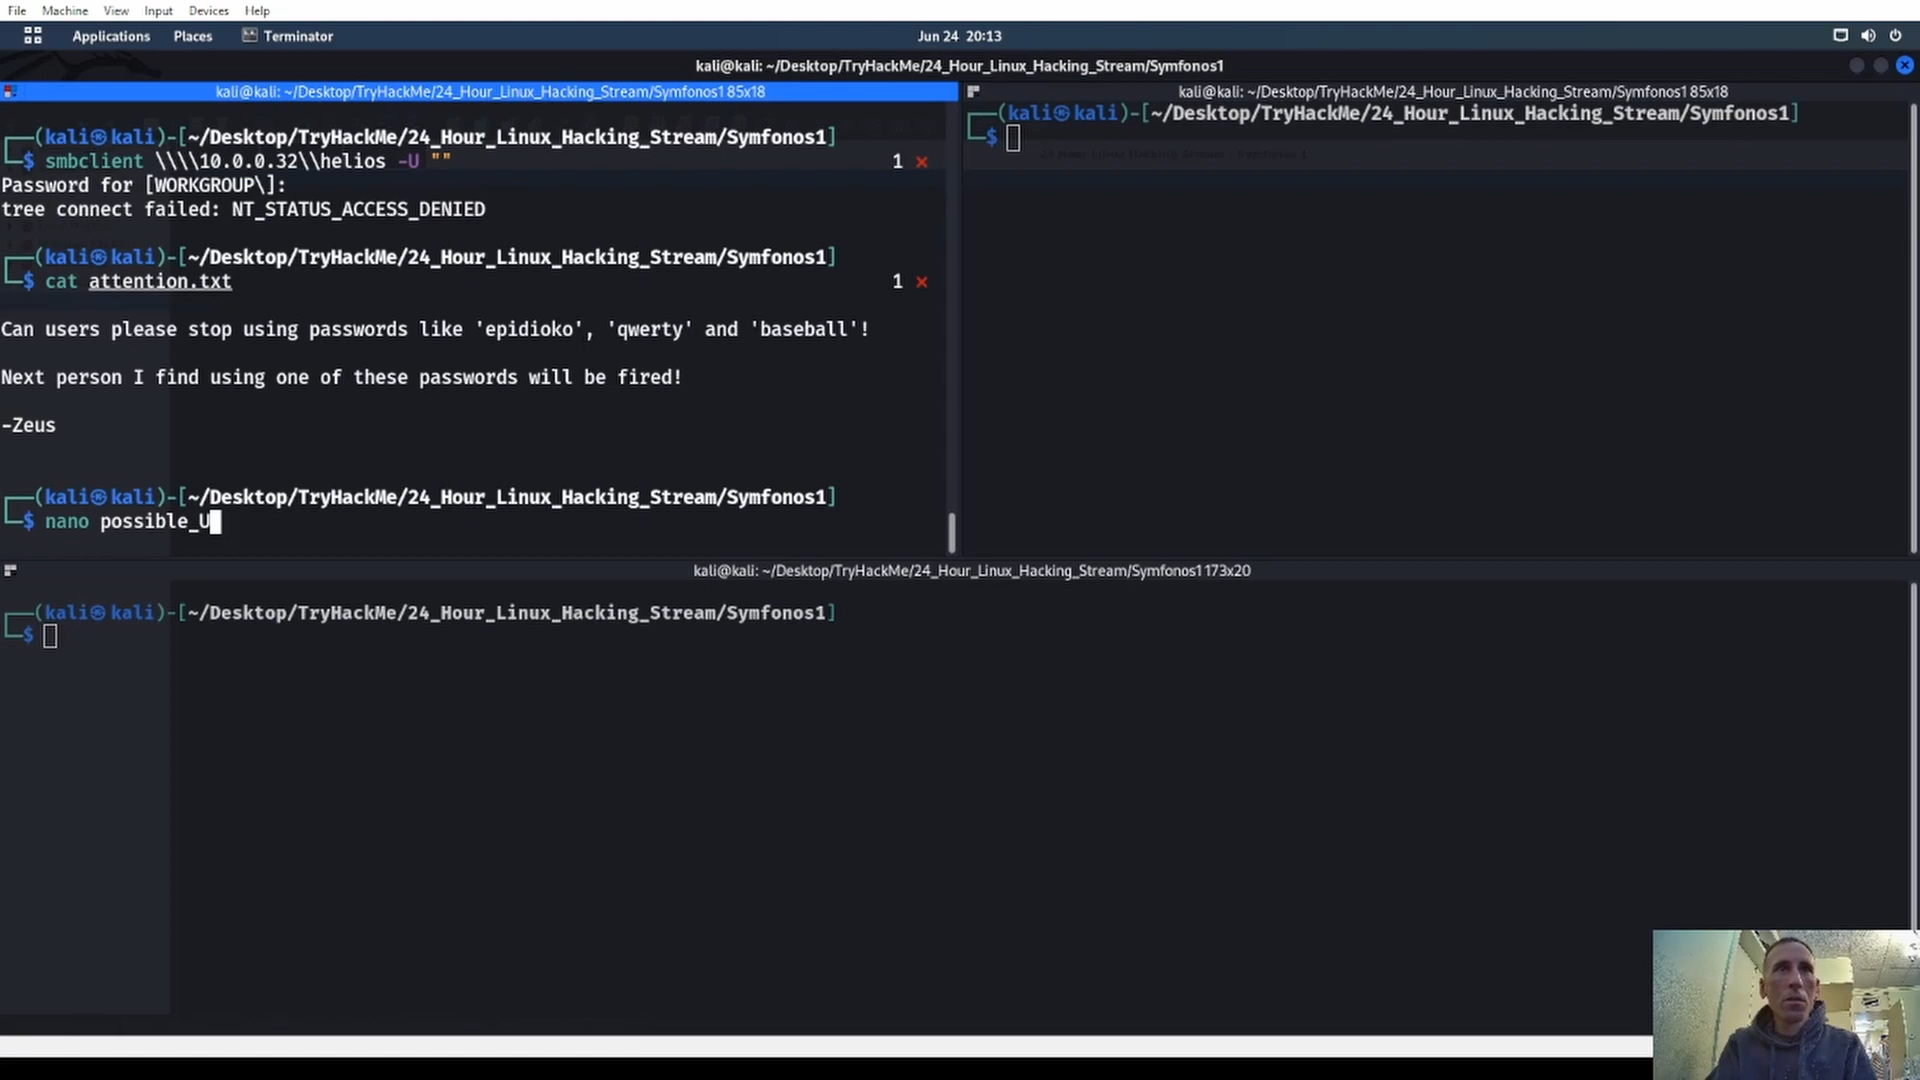 File Machine View Input Devices Help
Applications Places Terminator Jun 24 20:13
kali@kali: ~/Desktop/TryHackMe/24_Hour_Linux_Hacking_Stream/Symfonos1
kali@kali: ~/Desktop/TryHackMe/24_Hour_Linux_Hacking_Stream/Symfonos1 85x18
┌──(kali㉿kali)-[~/Desktop/TryHackMe/24_Hour_Linux_Hacking_Stream/Symfonos1]
└─$ smbclient \\\\10.0.0.32\\helios -U "" 1 ⨯
Password for [WORKGROUP\]:
tree connect failed: NT_STATUS_ACCESS_DENIED
┌──(kali㉿kali)-[~/Desktop/TryHackMe/24_Hour_Linux_Hacking_Stream/Symfonos1]
└─$ cat attention.txt 1 ⨯
Can users please stop using passwords like 'epidioko', 'qwerty' and 'baseball'!
Next person I find using one of these passwords will be fired!
-Zeus
┌──(kali㉿kali)-[~/Desktop/TryHackMe/24_Hour_Linux_Hacking_Stream/Symfonos1]
└─$ nano possible_U
kali@kali: ~/Desktop/TryHackMe/24_Hour_Linux_Hacking_Stream/Symfonos1 85x18
┌──(kali㉿kali)-[~/Desktop/TryHackMe/24_Hour_Linux_Hacking_Stream/Symfonos1]
└─$
kali@kali: ~/Desktop/TryHackMe/24_Hour_Linux_Hacking_Stream/Symfonos1 173x20
┌──(kali㉿kali)-[~/Desktop/TryHackMe/24_Hour_Linux_Hacking_Stream/Symfonos1]
└─$